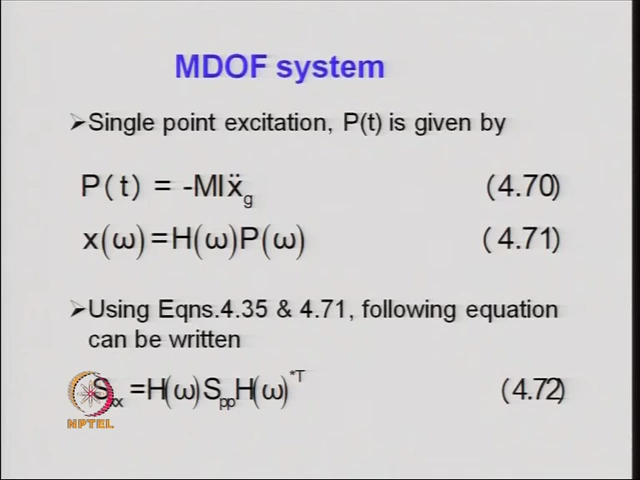 MDOF system
➢Single point excitation, P(t) is given by
P(t) = -MIẍg (4.70)
x(ω)=H(ω)P(ω) (4.71)
➢Using Eqns.4.35 & 4.71, following equation
can be written
Sxx =H(ω)SppH(ω)*T (4.72)
NPTEL